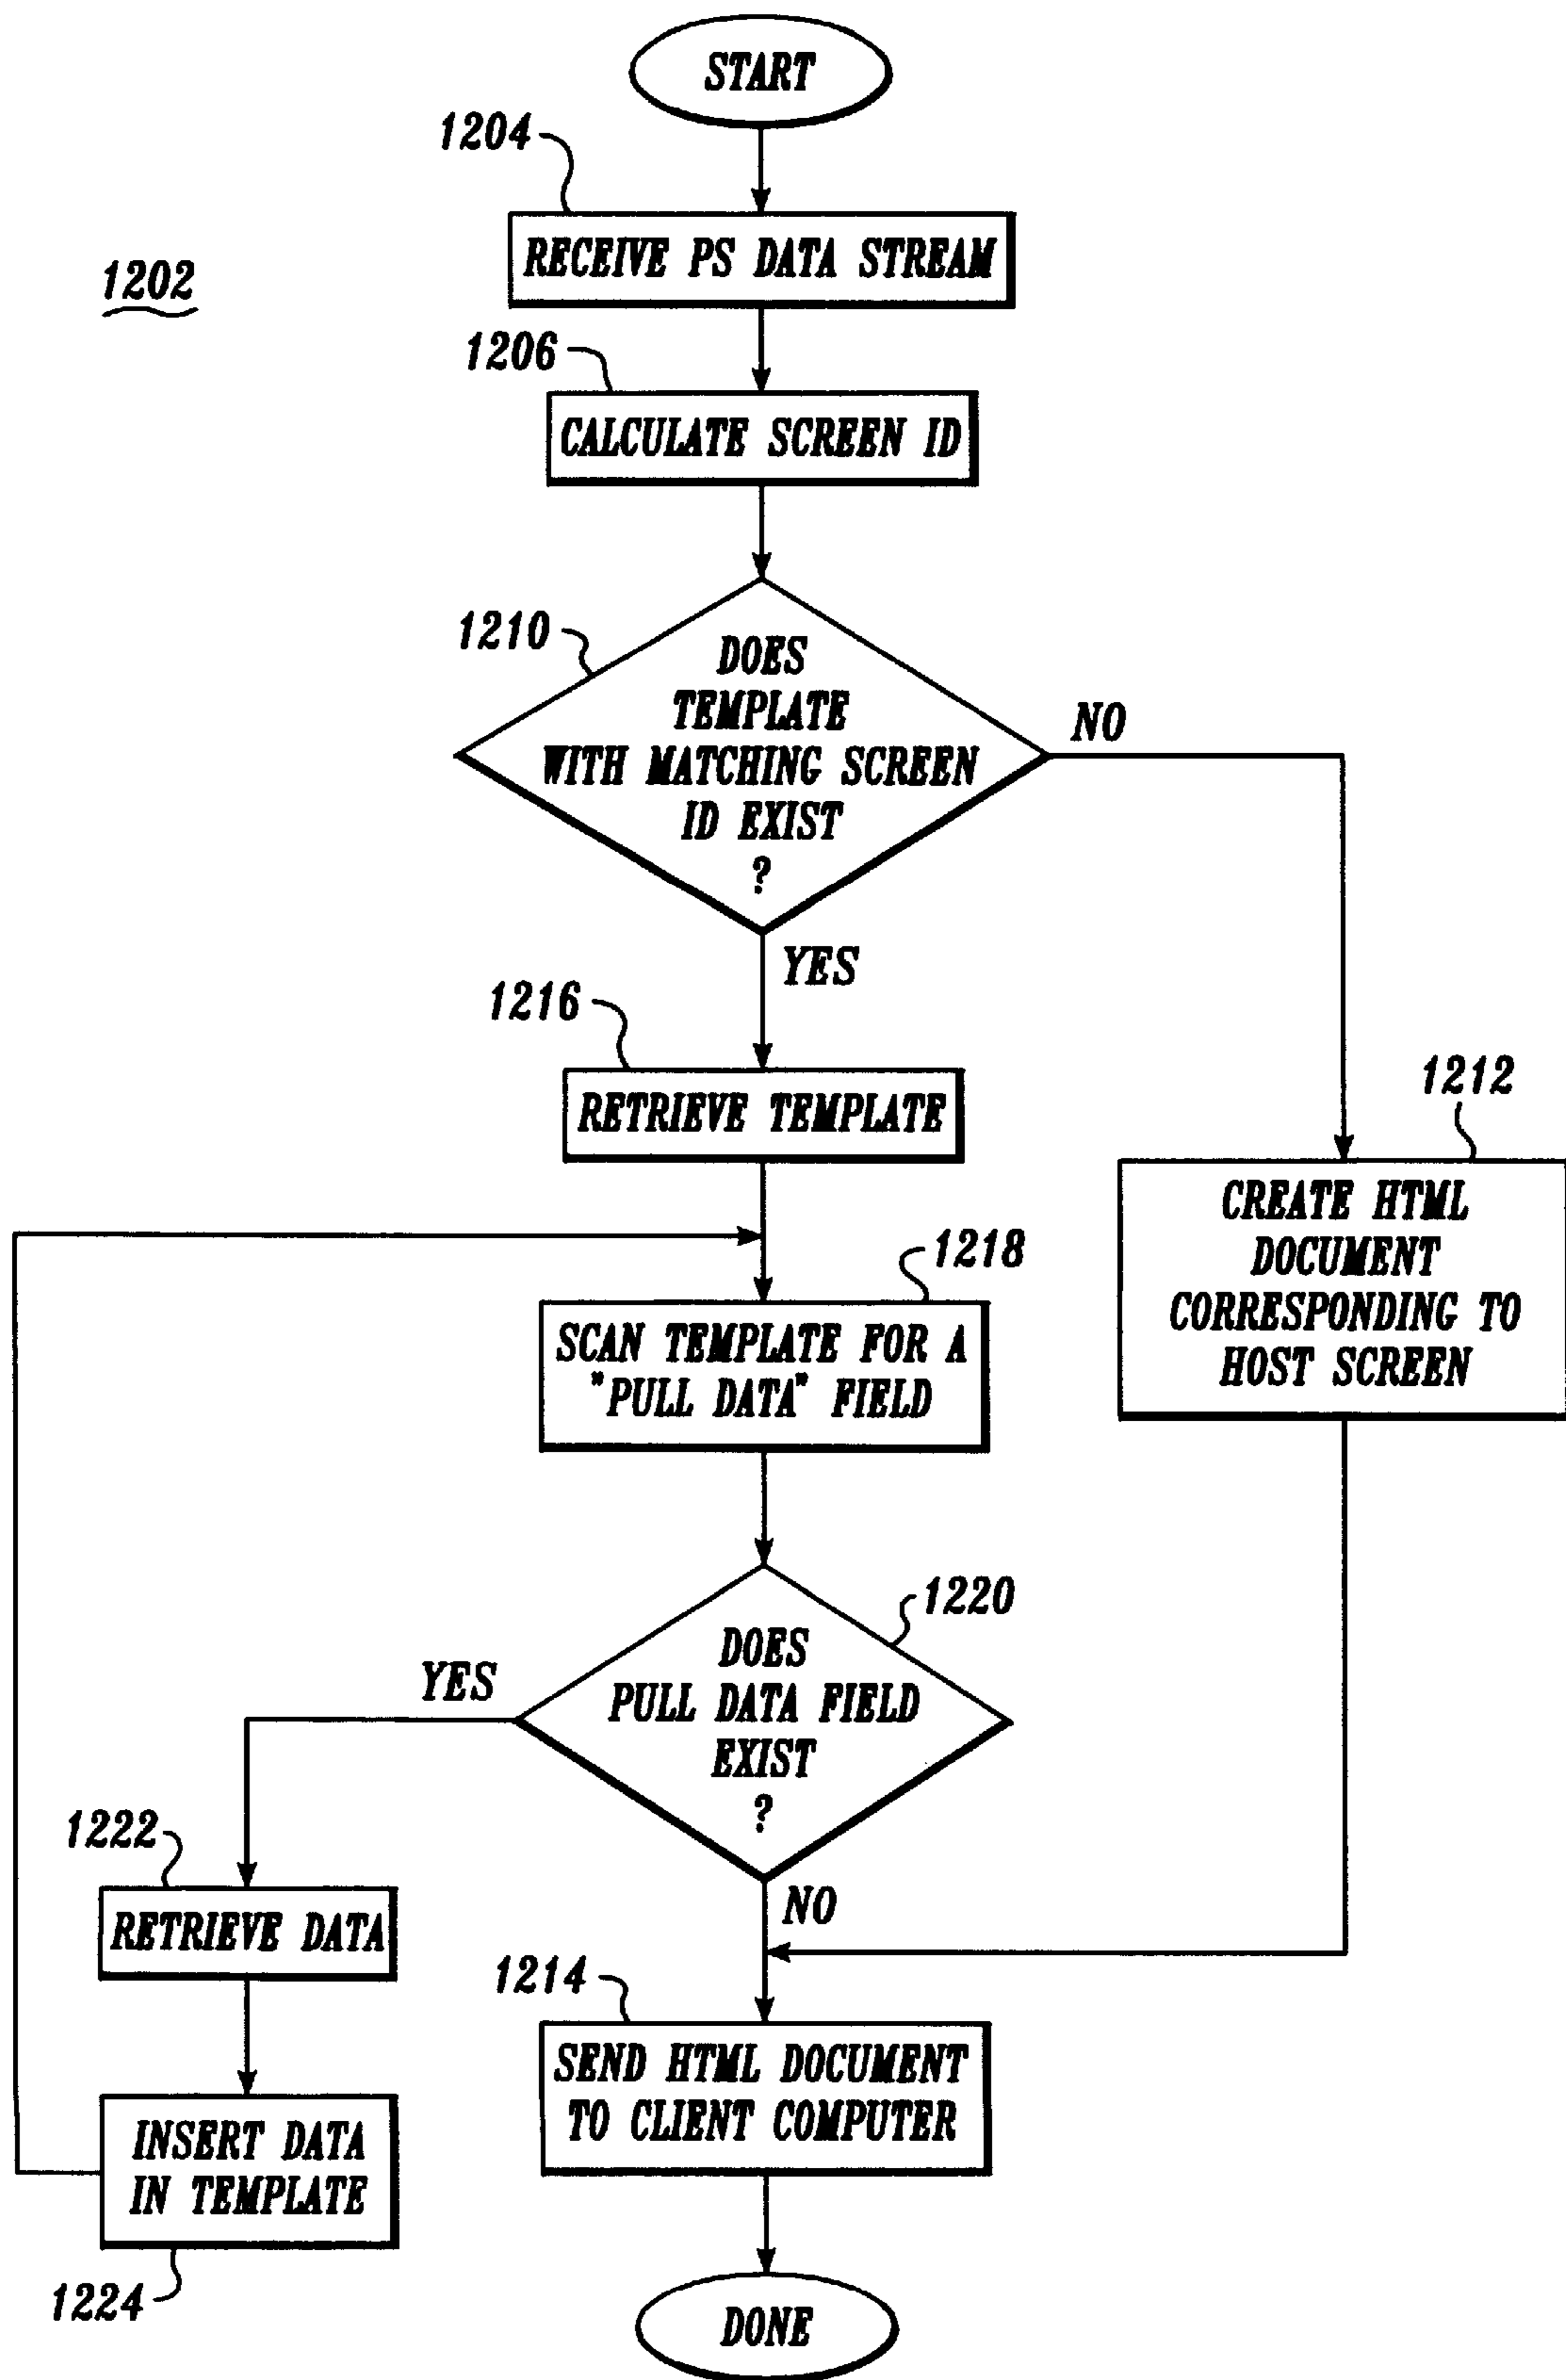 START
1204
RECEIVE PS DATA STREAM
1202
1206
CALCULATE SCREEN ID
1210
DOES
TEMPLATE
WITH MATCHING SCREEN
ID EXIST
?
NO
YES
1216
RETRIEVE TEMPLATE
1212
CREATE HTML
DOCUMENT
CORRESPONDING TO
HOST SCREEN
1218
SCAN TEMPLATE FOR A
"PULL DATA" FIELD
1220
DOES
PULL DATA FIELD
EXIST
?
YES
NO
1222
RETRIEVE DATA
1214
SEND HTML DOCUMENT
TO CLIENT COMPUTER
INSERT DATA
IN TEMPLATE
1224
DONE